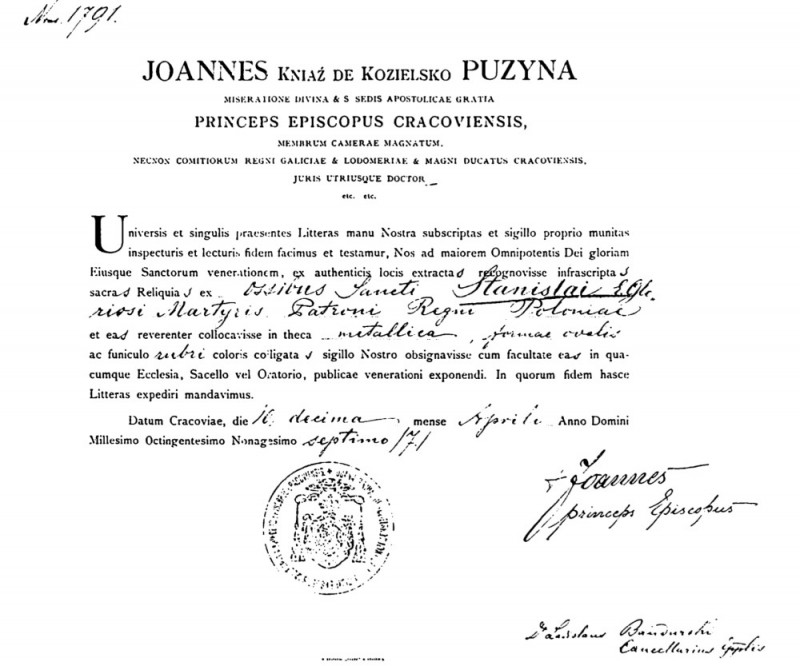 Nrus. 1791.
JOANNES KNIAŹ DE KOZIELSKO PUZYNA
MISERATIONE DIVINA & S SEDIS APOSTOLICAE GRATIA
PRINCEPS EPISCOPUS CRACOVIENSIS,
MEMBRUM CAMERAE MAGNATUM,
NECNON COMITIORUM REGNI GALICIAE & LODOMERIAE & MAGNI DUCATUS CRACOVIENSIS,
JURIS UTRIUSQUE DOCTOR
etc. etc.
Universis et singulis praesentes Litteras manu Nostra subscriptas et sigillo proprio munitas
inspecturis et lecturis fidem facimus et testamur, Nos ad maiorem Omnipotentis Dei gloriam
Eiusque Sanctorum venerationem, ex authenticis locis extractas recognovisse infrascriptas
sacras Reliquias ex ossibus Sancti Stanislai E. Glo
riosi Martyris Patroni Regni Poloniae
et eas reverenter collocavisse in theca metallica, formae ovalis
ac funiculo rubri coloris colligatas sigillo Nostro obsignavisse cum facultate eas in qua-
cumque Ecclesia, Sacello vel Oratorio, publicae venerationi exponendi. In quorum fidem hasce
Litteras expediri mandavimus.
Datum Cracoviae, die 16 decima mense Aprili Anno Domini
Millesimo Octingentesimo Nonagesimo septimo /7/
+ Joannes
princeps Episcopus
Dr Ladislaus Bandurski
Cancellarius